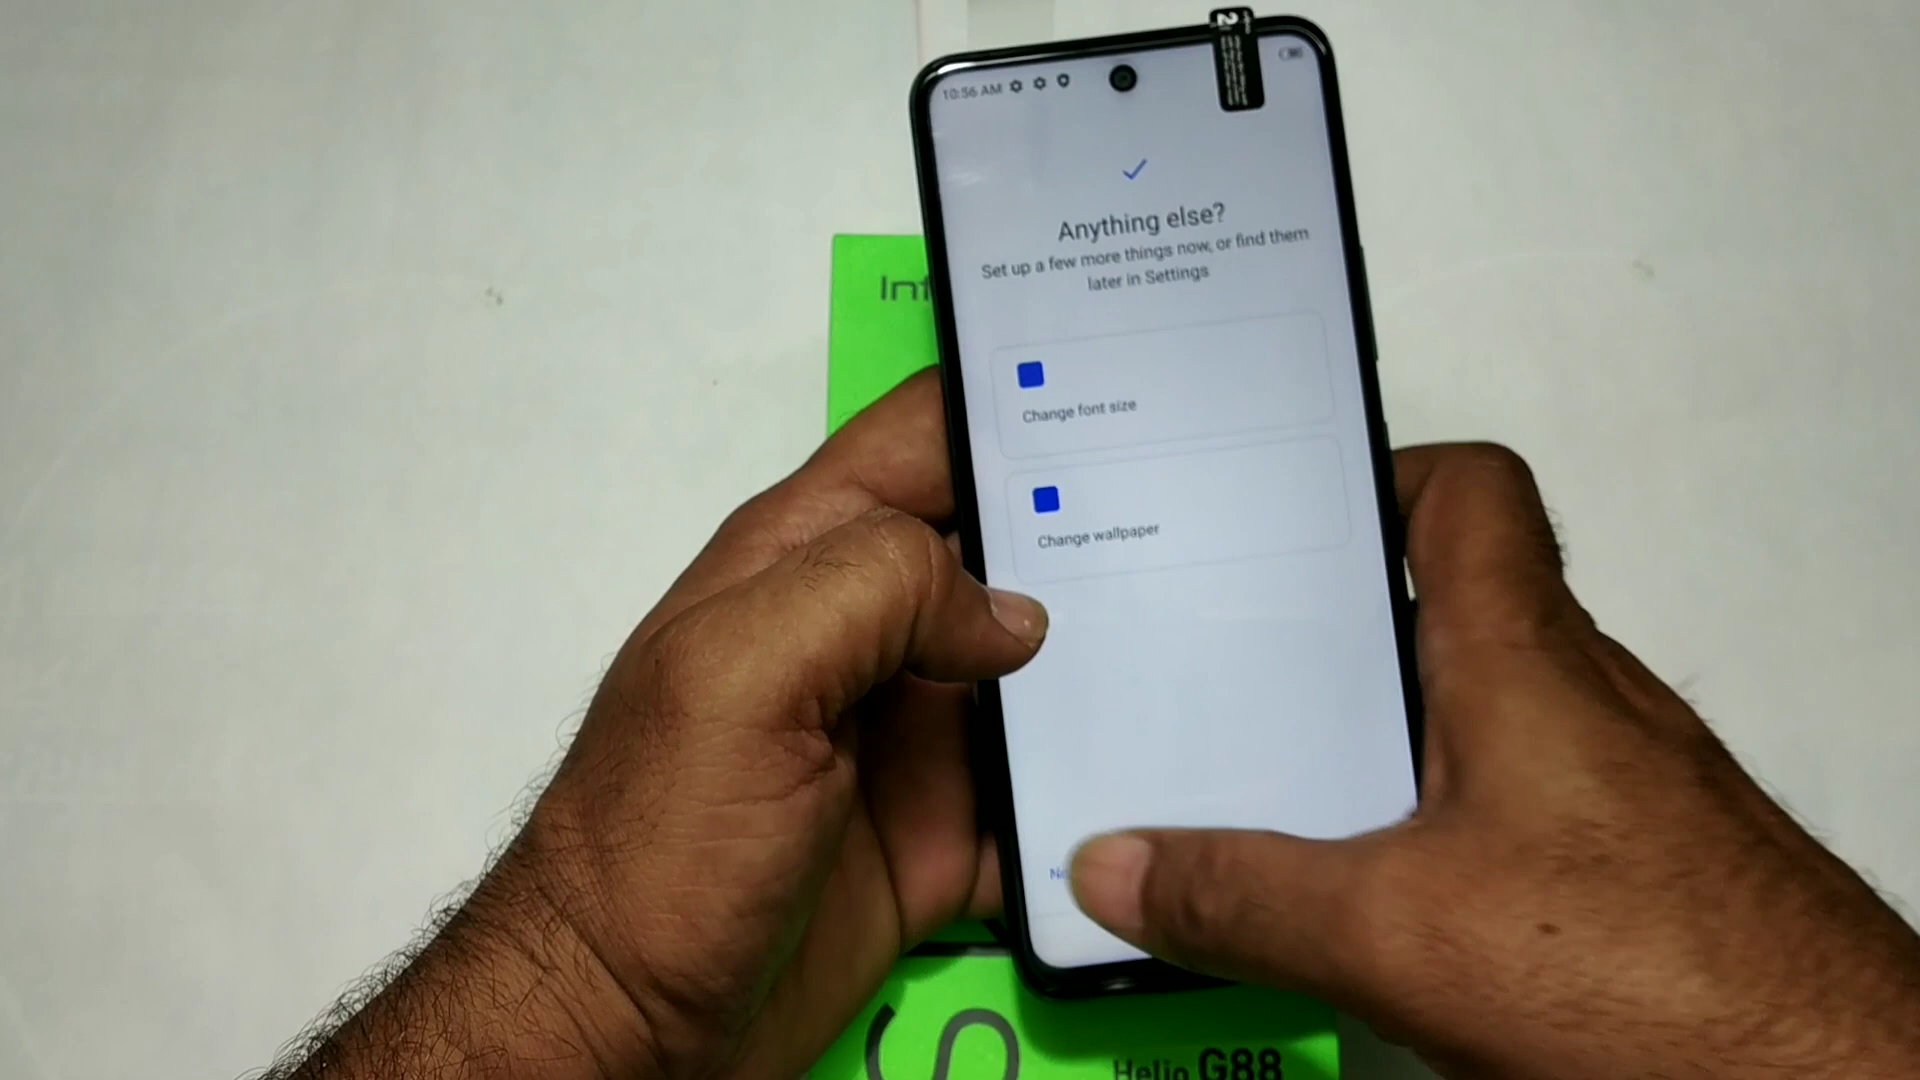 10:56 AM
Anything else?
Set up a few more things now, or find them
later in Settings
Change font size
Change wallpaper
Helio G88